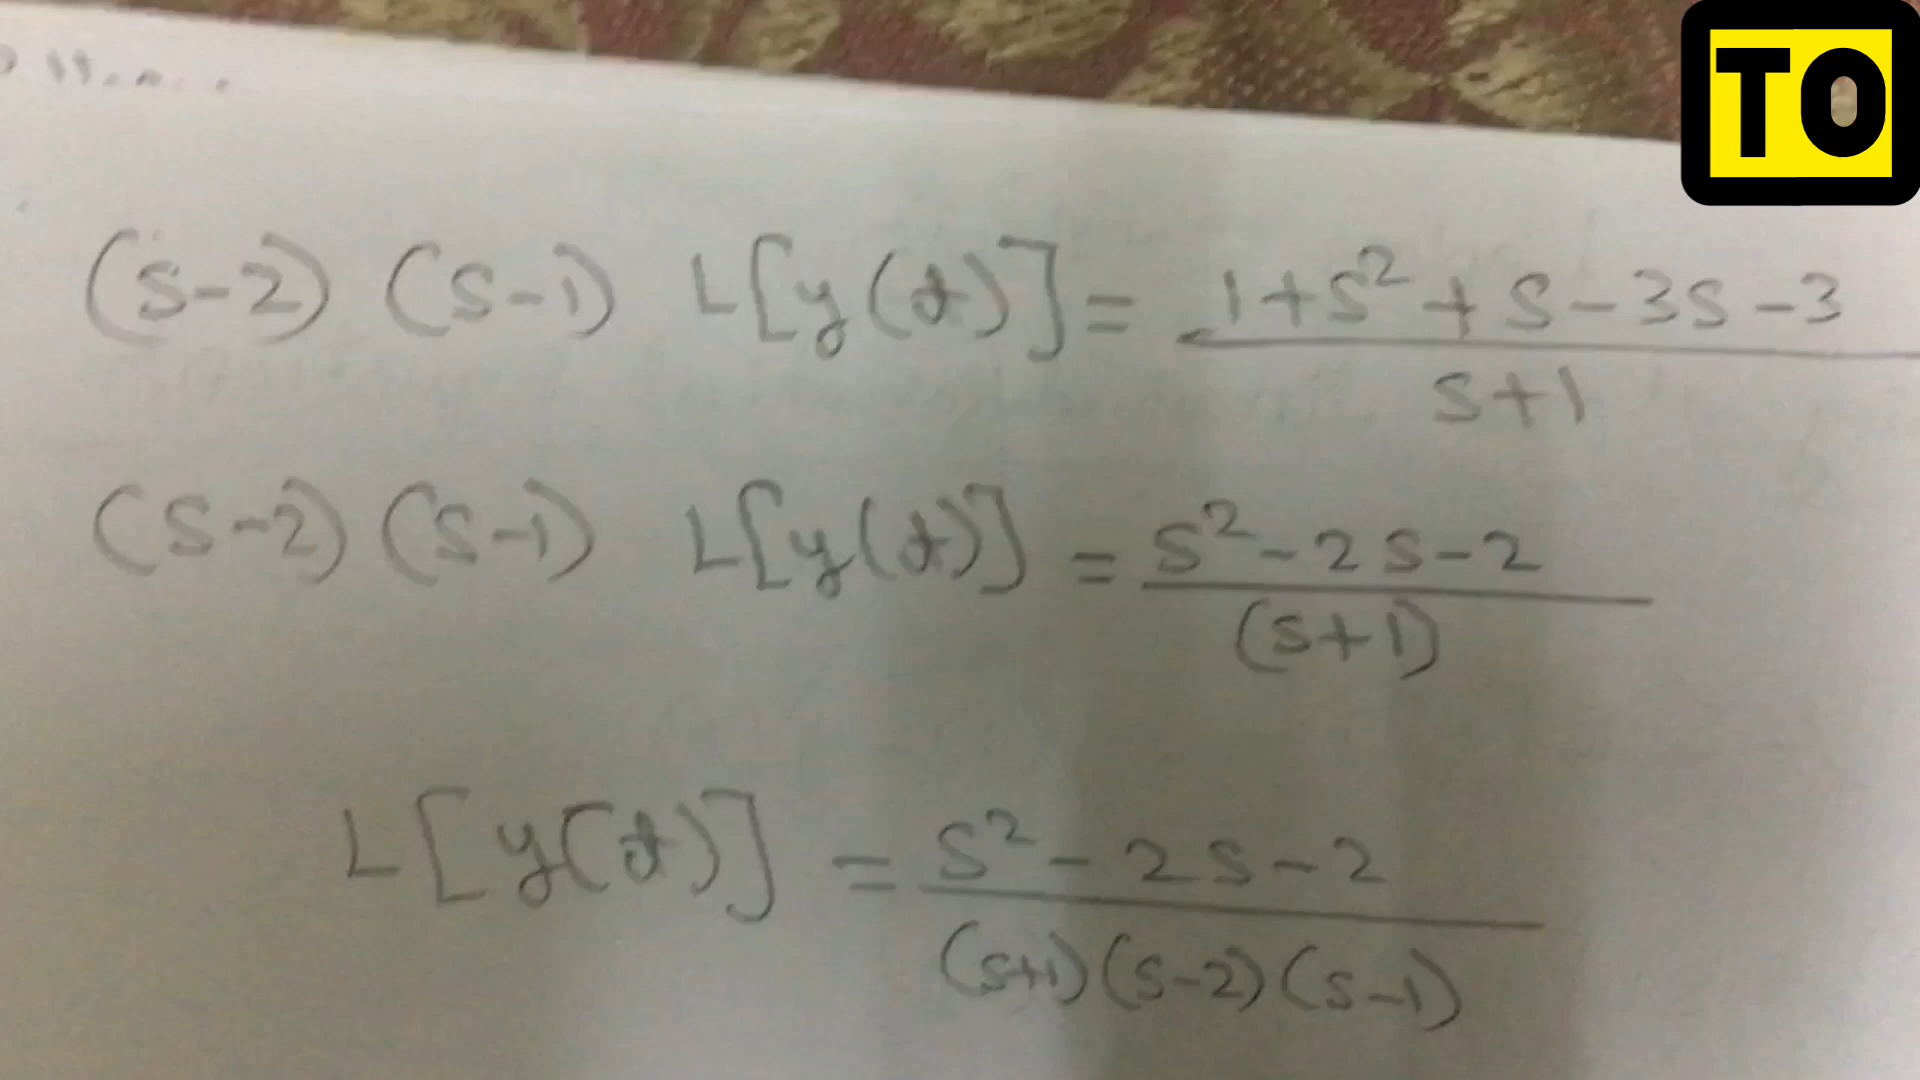 TO
(s-2) (s-1) L[y(t)] = 1+s²+s-3s-3
s+1
(s-2) (s-1) L[y(t)] = s²-2s-2
(s+1)
L[y(t)] = s²-2s-2
(s+1)(s-2)(s-1)